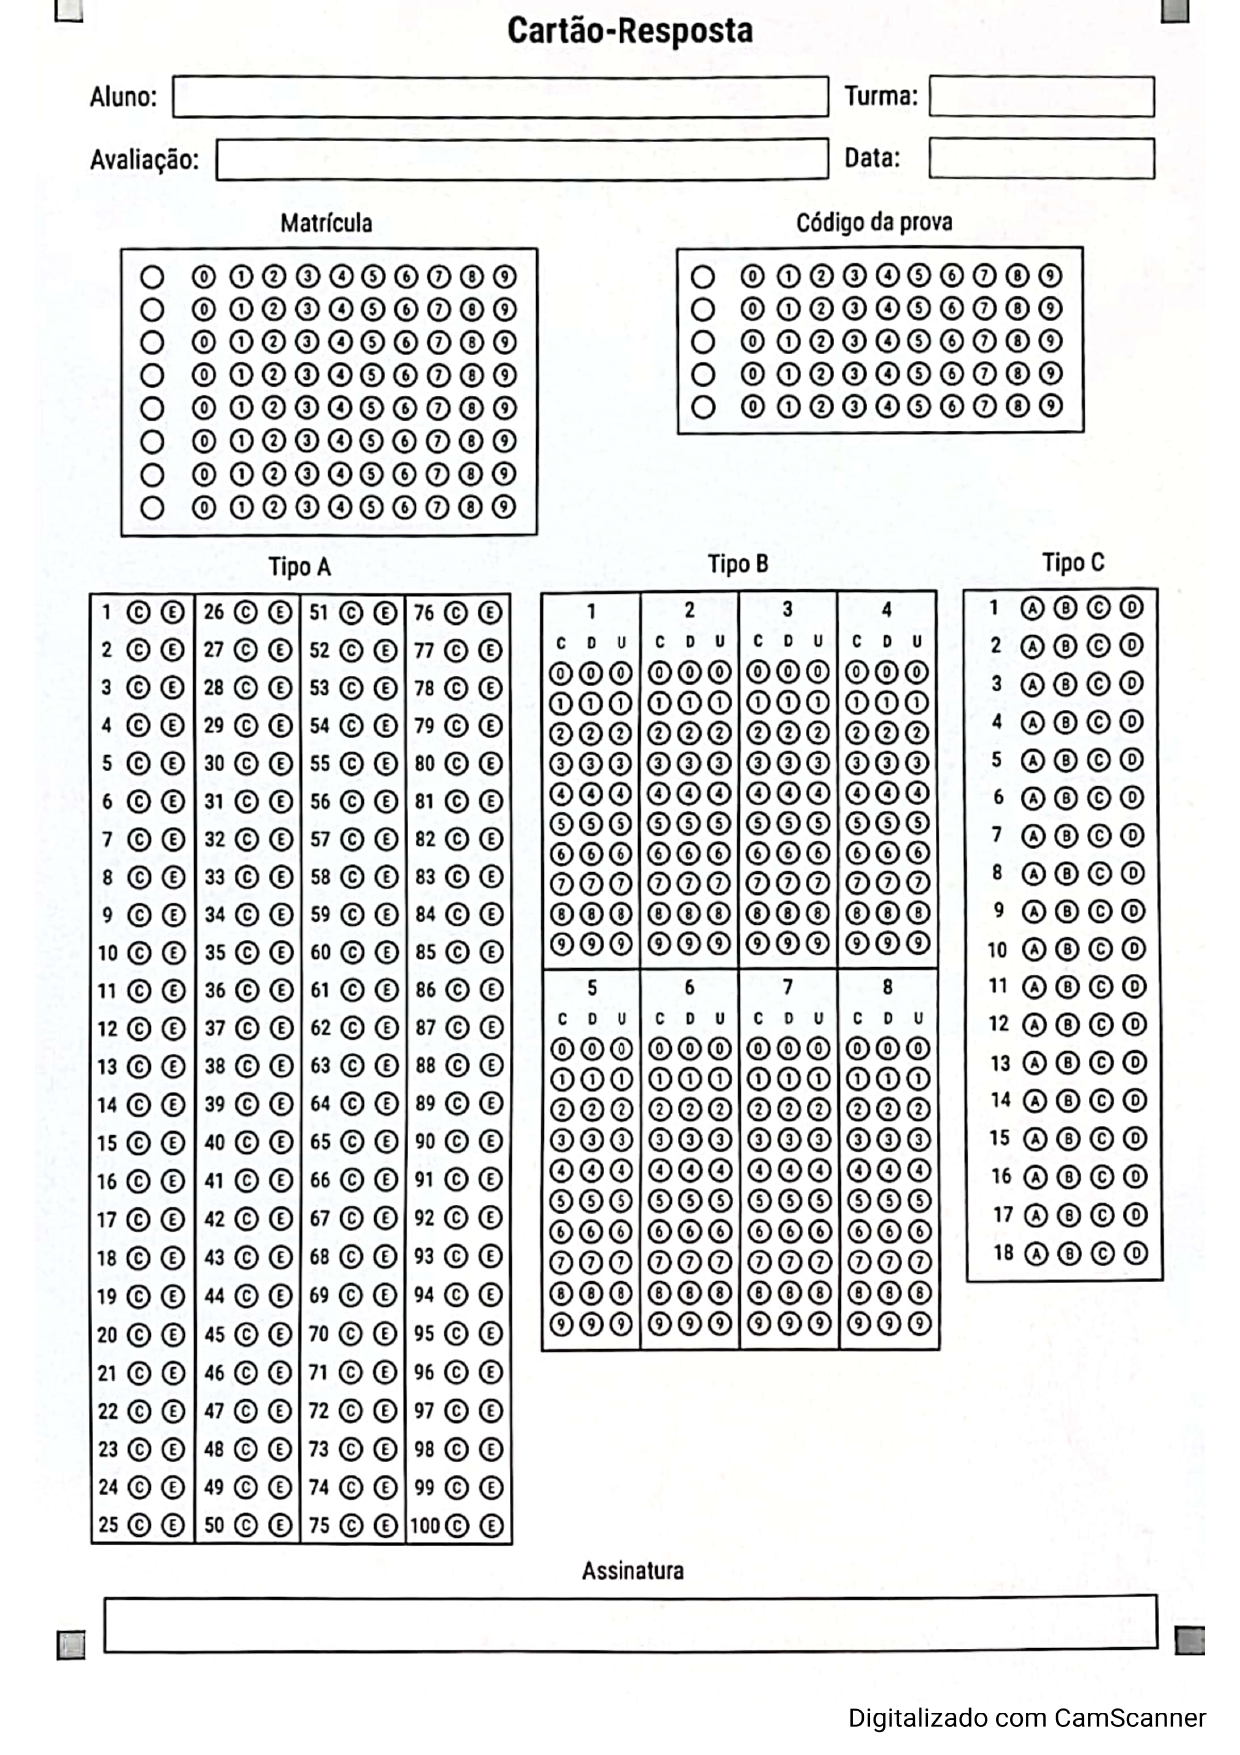 Cartão-Resposta
Aluno:
Turma:
Avaliação:
Data:
Matrícula
Código da prova
0 1 2 3 4 5 6 7 8 9
0 1 2 3 4 5 6 7 8 9
0 1 2 3 4 5 6 7 8 9
0 1 2 3 4 5 6 7 8 9
0 1 2 3 4 5 6 7 8 9
0 1 2 3 4 5 6 7 8 9
0 1 2 3 4 5 6 7 8 9
0 1 2 3 4 5 6 7 8 9
0 1 2 3 4 5 6 7 8 9
0 1 2 3 4 5 6 7 8 9
0 1 2 3 4 5 6 7 8 9
0 1 2 3 4 5 6 7 8 9
0 1 2 3 4 5 6 7 8 9
Tipo A
1 C E 26 C E 51 C E 76 C E
2 C E 27 C E 52 C E 77 C E
3 C E 28 C E 53 C E 78 C E
4 C E 29 C E 54 C E 79 C E
5 C E 30 C E 55 C E 80 C E
6 C E 31 C E 56 C E 81 C E
7 C E 32 C E 57 C E 82 C E
8 C E 33 C E 58 C E 83 C E
9 C E 34 C E 59 C E 84 C E
10 C E 35 C E 60 C E 85 C E
11 C E 36 C E 61 C E 86 C E
12 C E 37 C E 62 C E 87 C E
13 C E 38 C E 63 C E 88 C E
14 C E 39 C E 64 C E 89 C E
15 C E 40 C E 65 C E 90 C E
16 C E 41 C E 66 C E 91 C E
17 C E 42 C E 67 C E 92 C E
18 C E 43 C E 68 C E 93 C E
19 C E 44 C E 69 C E 94 C E
20 C E 45 C E 70 C E 95 C E
21 C E 46 C E 71 C E 96 C E
22 C E 47 C E 72 C E 97 C E
23 C E 48 C E 73 C E 98 C E
24 C E 49 C E 74 C E 99 C E
25 C E 50 C E 75 C E 100 C E
Tipo B
1 2 3 4
C D U C D U C D U C D U
0 0 0 0 0 0 0 0 0 0 0 0
1 1 1 1 1 1 1 1 1 1 1 1
2 2 2 2 2 2 2 2 2 2 2 2
3 3 3 3 3 3 3 3 3 3 3 3
4 4 4 4 4 4 4 4 4 4 4 4
5 5 5 5 5 5 5 5 5 5 5 5
6 6 6 6 6 6 6 6 6 6 6 6
7 7 7 7 7 7 7 7 7 7 7 7
8 8 8 8 8 8 8 8 8 8 8 8
9 9 9 9 9 9 9 9 9 9 9 9
5 6 7 8
C D U C D U C D U C D U
0 0 0 0 0 0 0 0 0 0 0 0
1 1 1 1 1 1 1 1 1 1 1 1
2 2 2 2 2 2 2 2 2 2 2 2
3 3 3 3 3 3 3 3 3 3 3 3
4 4 4 4 4 4 4 4 4 4 4 4
5 5 5 5 5 5 5 5 5 5 5 5
6 6 6 6 6 6 6 6 6 6 6 6
7 7 7 7 7 7 7 7 7 7 7 7
8 8 8 8 8 8 8 8 8 8 8 8
9 9 9 9 9 9 9 9 9 9 9 9
Tipo C
1 A B C D
2 A B C D
3 A B C D
4 A B C D
5 A B C D
6 A B C D
7 A B C D
8 A B C D
9 A B C D
10 A B C D
11 A B C D
12 A B C D
13 A B C D
14 A B C D
15 A B C D
16 A B C D
17 A B C D
18 A B C D
Assinatura
Digitalizado com CamScanner